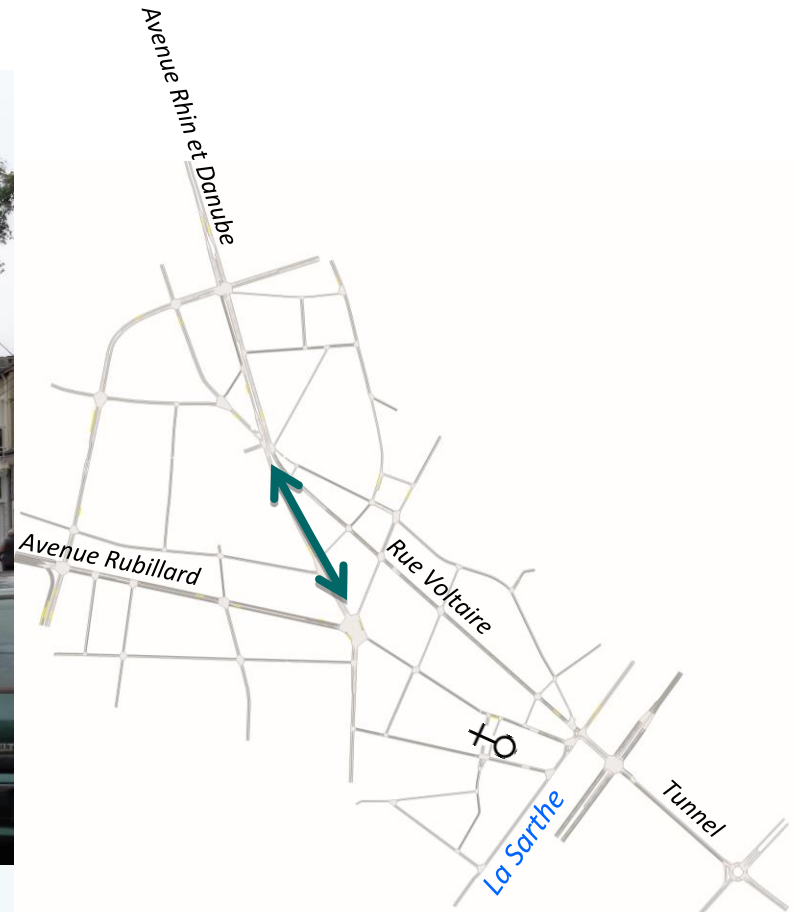 Avenue Rhin et Danube
Avenue Rubillard
Rue Voltaire
La Sarthe
Tunnel